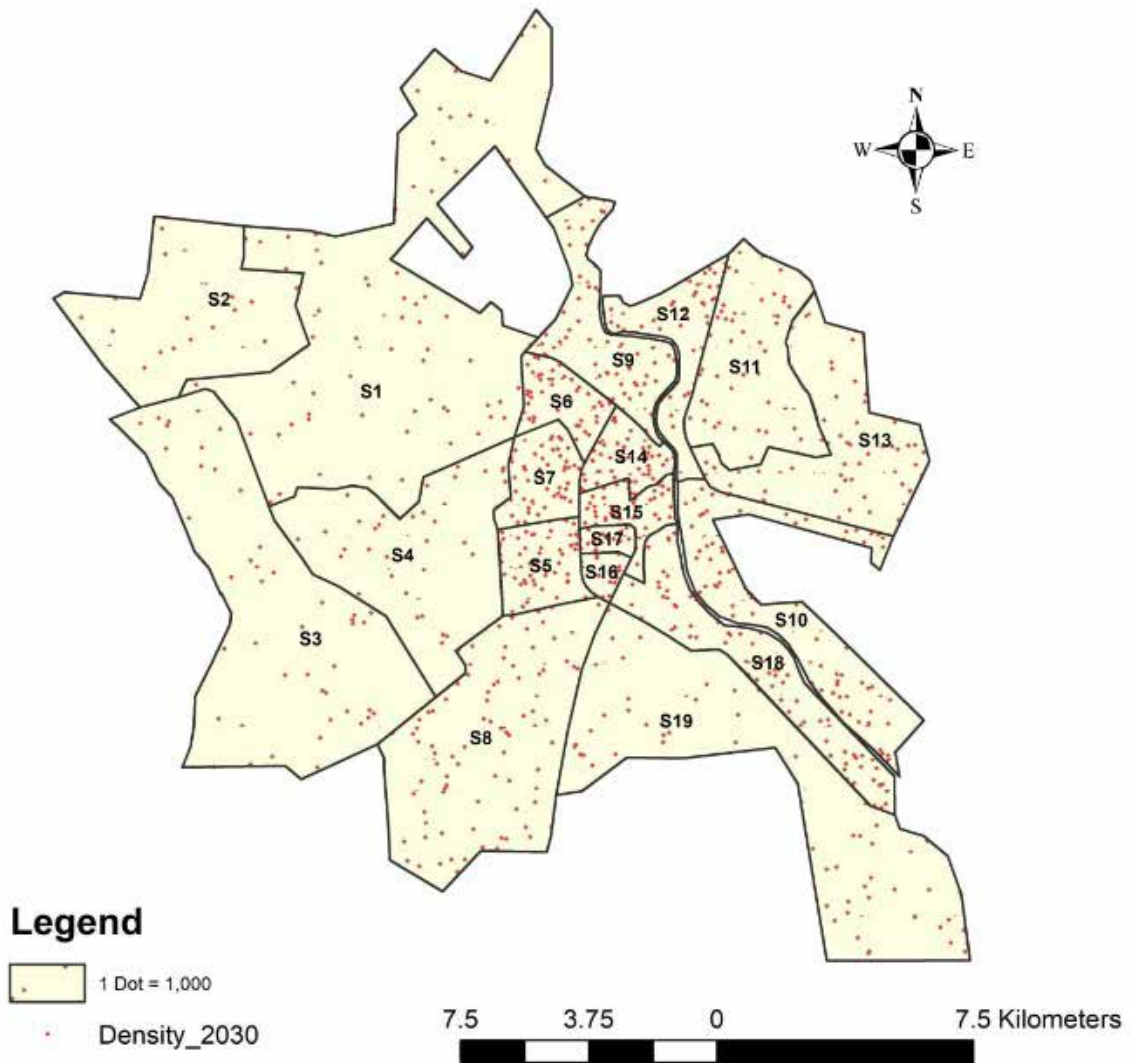 N
W E
S
S12
S2
S11
S9
S1
S6
S13
S14
S7
S15
S17
S4
S5
S16
S10
S3
S18
S19
S8
Legend
1 Dot = 1,000
Density_2030
7.5 3.75 0 7.5 Kilometers